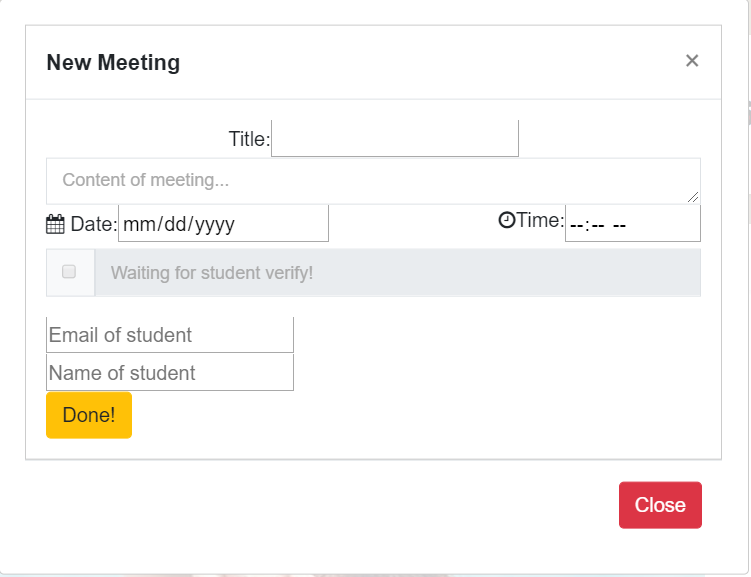 New Meeting ×
Title:
Content of meeting...
Date: mm/dd/yyyy Time: --:-- --
Waiting for student verify!
Email of student
Name of student
Done!
Close